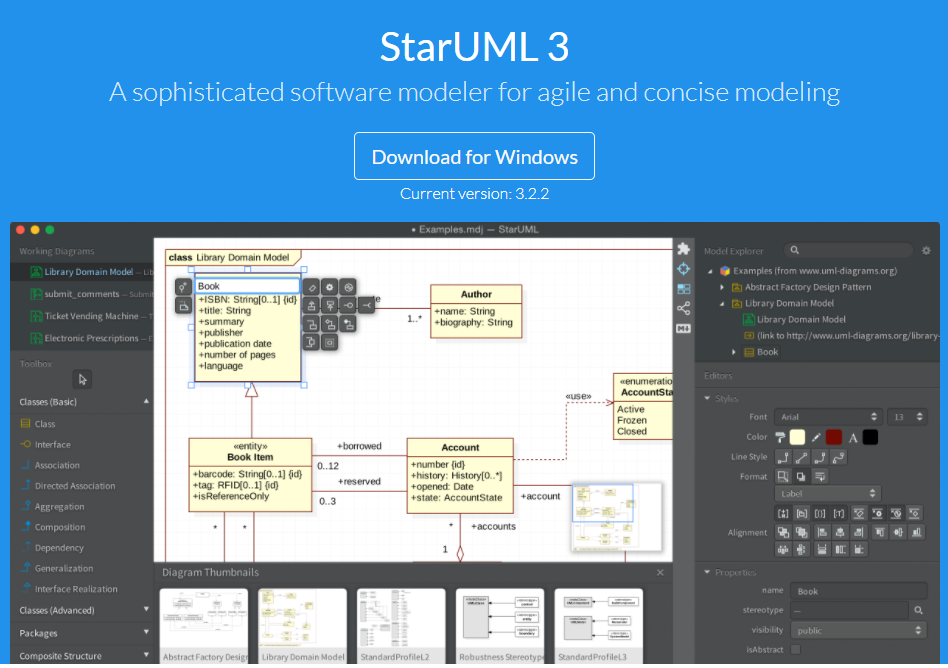 StarUML 3
A sophisticated software modeler for agile and concise modeling
Download for Windows
Current version: 3.2.2
• Examples.mdj — StarUML
Working Diagrams
Library Domain Model — Lib
submit_comments — Submit
Ticket Vending Machine — T
Electronic Prescriptions — E
Toolbox
Classes (Basic)
Class
Interface
Association
Directed Association
Aggregation
Composition
Dependency
Generalization
Interface Realization
Classes (Advanced)
Packages
Composite Structure
class Library Domain Model
Book
+ISBN: String[0..1] {id}
+title: String
+summary
+publisher
+publication date
+number of pages
+language
1..*
Author
+name: String
+biography: String
«use»
«enumeratio
AccountSta
Active
Frozen
Closed
«entity»
Book Item
+barcode: String[0..1] {id}
+tag: RFID[0..1] {id}
+isReferenceOnly
+borrowed
0..12
+reserved
0..3
Account
+number {id}
+history: History[0..*]
+opened: Date
+state: AccountState
+account
*
*
*
+accounts
1
Diagram Thumbnails
Abstract Factory Design
Library Domain Model
StandardProfileL2
Robustness Stereotype
StandardProfileL3
Model Explorer
Examples (from www.uml-diagrams.org)
Abstract Factory Design Pattern
Library Domain Model
Library Domain Model
(link to http://www.uml-diagrams.org/library-
Book
Editors
Styles
Font
Arial
13
Color
A
Line Style
Format
Label
Alignment
Properties
name
Book
stereotype
—
visibility
public
isAbstract